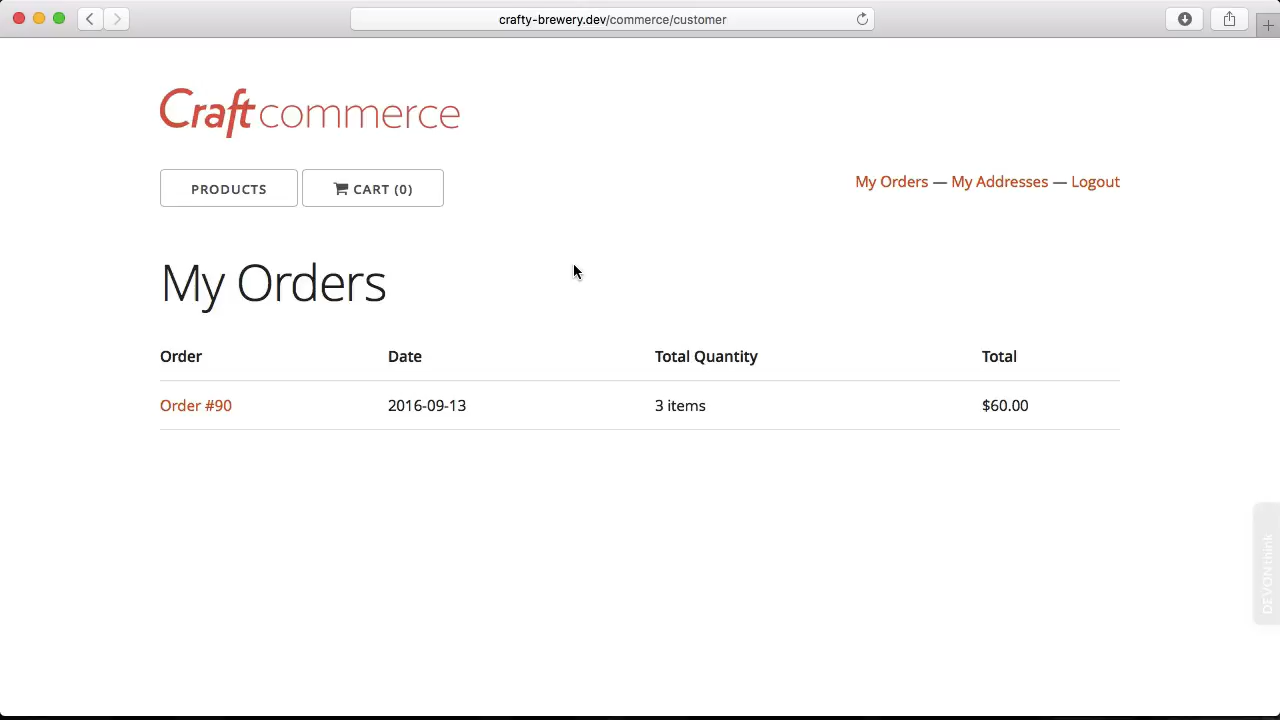 crafty-brewery.dev/commerce/customer
Craft commerce
PRODUCTS CART (0) My Orders — My Addresses — Logout
My Orders
Order Date Total Quantity Total
Order #90 2016-09-13 3 items $60.00
DEVONthink